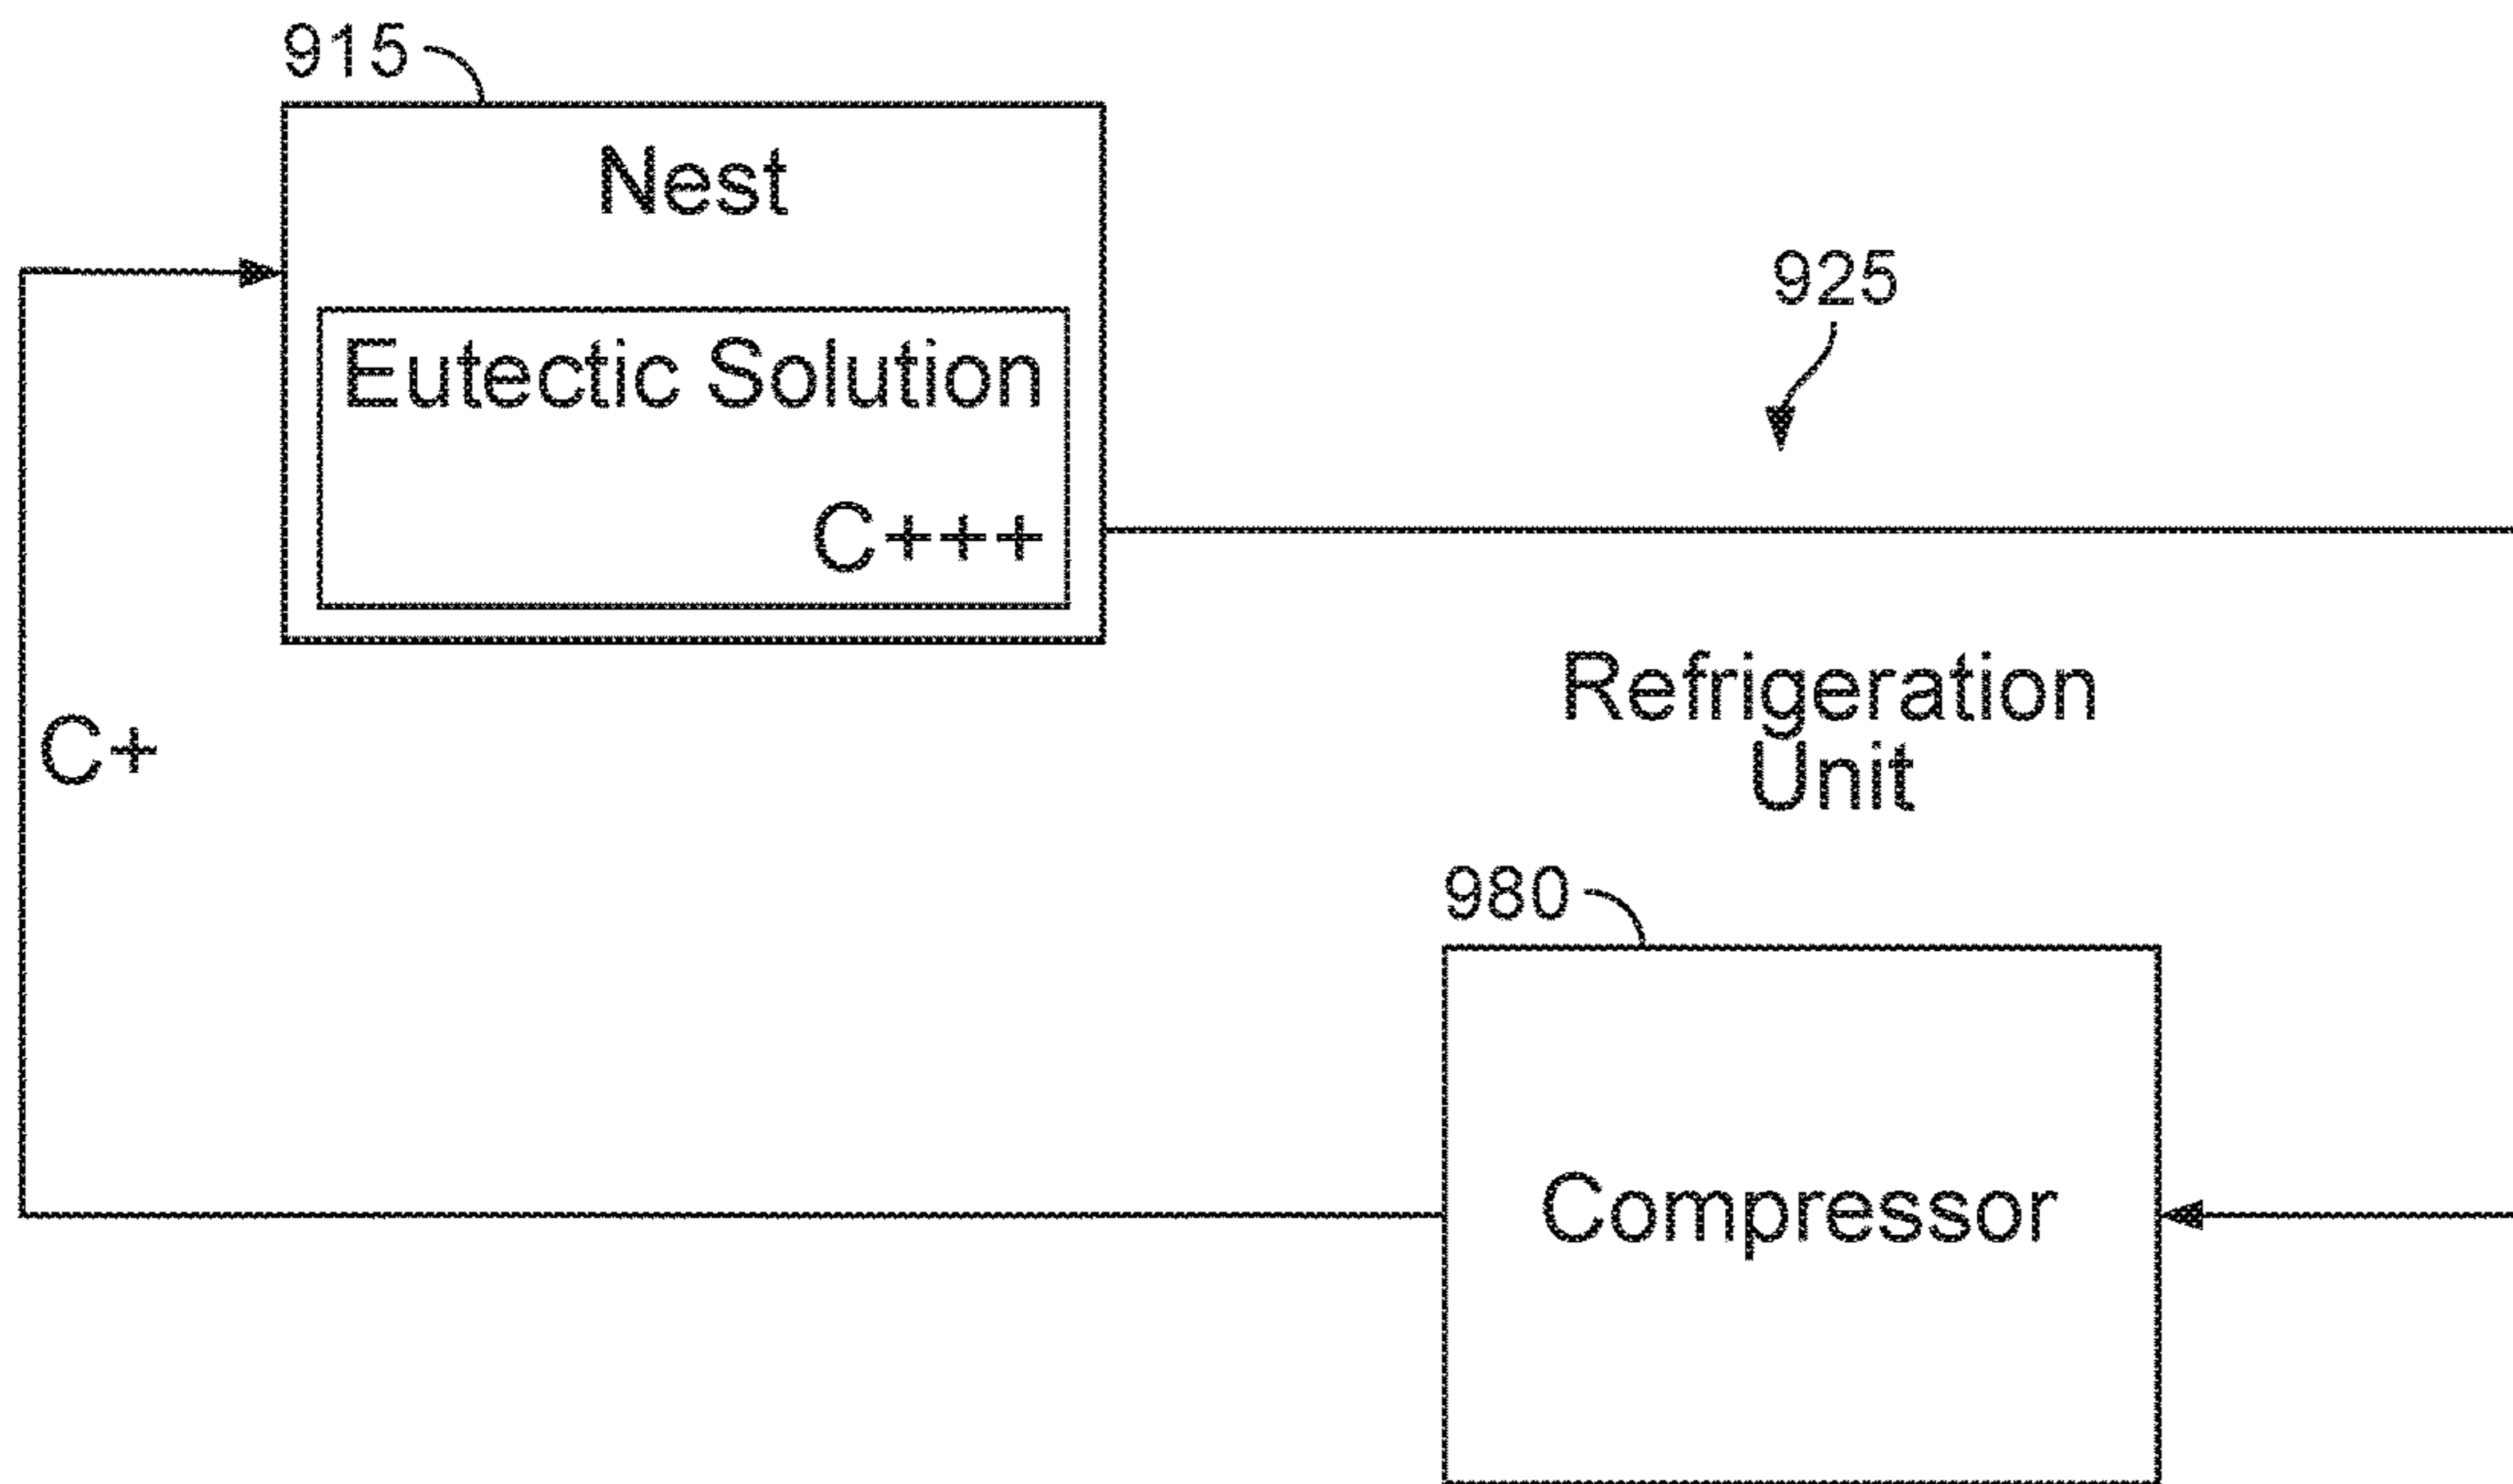 915
Nest
Eutectic Solution
C+++
925
C+
Refrigeration
Unit
980
Compressor